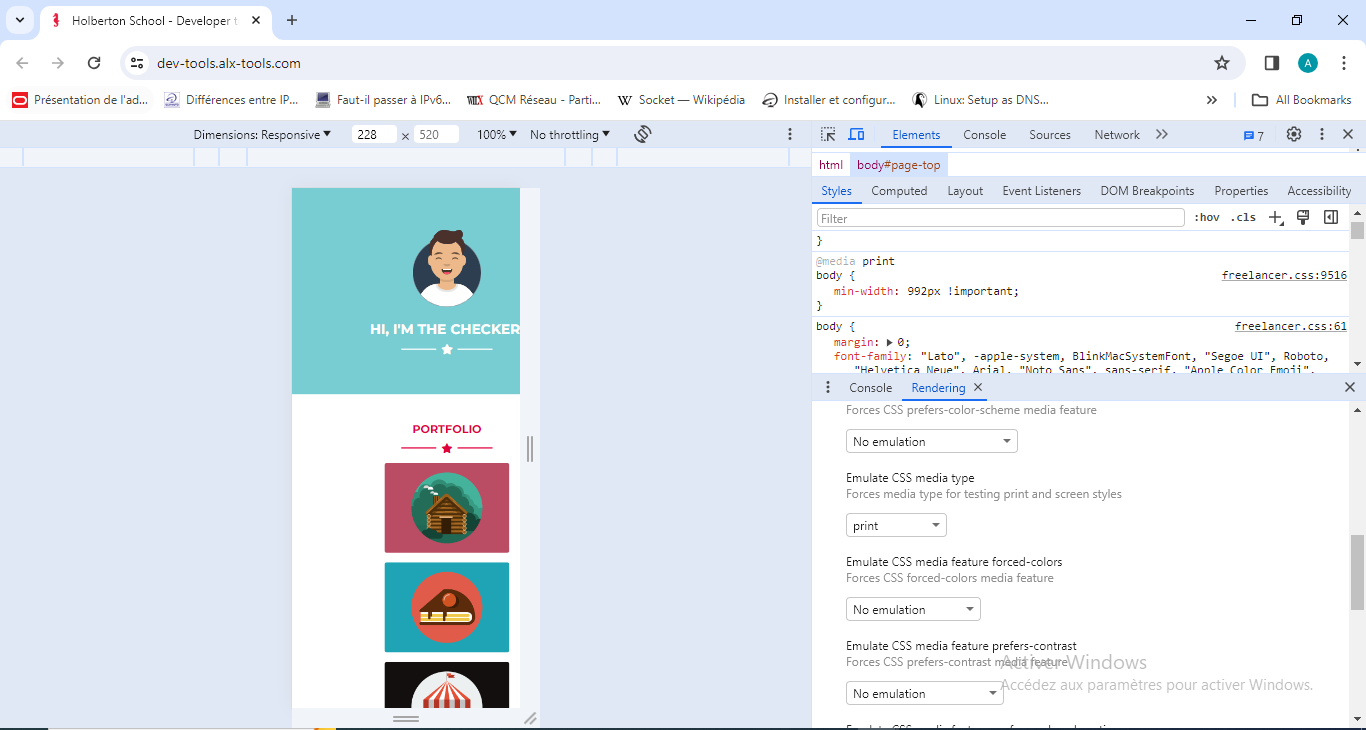 Holberton School - Developer t
dev-tools.alx-tools.com
A
Présentation de l'ad...
Différences entre IP...
Faut-il passer à IPv6...
QCM Réseau - Parti...
W Socket — Wikipédia
Installer et configur...
Linux: Setup as DNS...
All Bookmarks
Dimensions: Responsive
228 × 520
100%
No throttling
Elements
Console
Sources
Network
7
html
body#page-top
Styles
Computed
Layout
Event Listeners
DOM Breakpoints
Properties
Accessibility
Filter
:hov .cls
}
@media print
body {
freelancer.css:9516
min-width: 992px !important;
}
body {
freelancer.css:61
margin: 0;
font-family: "Lato", -apple-system, BlinkMacSystemFont, "Segoe UI", Roboto,
"Helvetica Neue", Arial, "Noto Sans", sans-serif, "Apple Color Emoji",
HI, I'M THE CHECKER
PORTFOLIO
Console
Rendering
Forces CSS prefers-color-scheme media feature
No emulation
Emulate CSS media type
Forces media type for testing print and screen styles
print
Emulate CSS media feature forced-colors
Forces CSS forced-colors media feature
No emulation
Emulate CSS media feature prefers-contrast
Forces CSS prefers-contrast media feature
No emulation
Activer Windows
Accédez aux paramètres pour activer Windows.